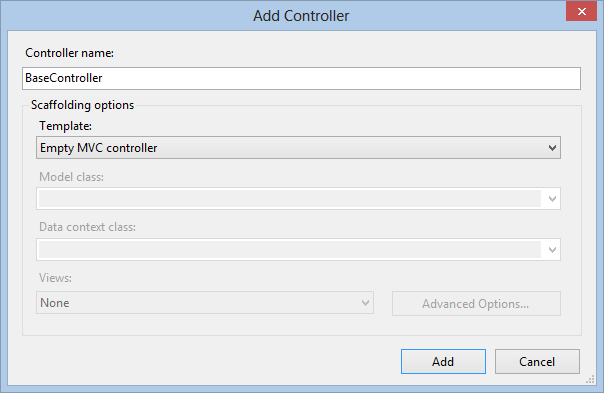 Add Controller
Controller name:
BaseController
Scaffolding options
Template:
Empty MVC controller
Model class:
Data context class:
Views:
None
Advanced Options...
Add
Cancel